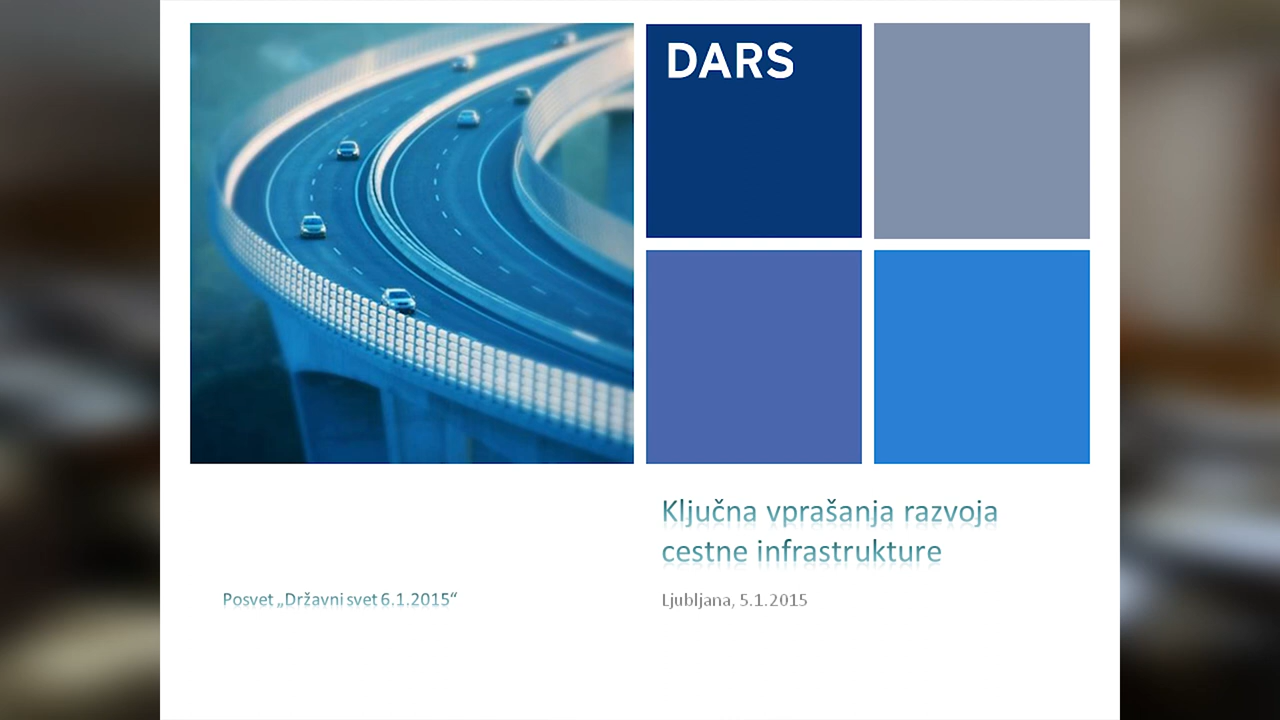 DARS
Ključna vprašanja razvoja
cestne infrastrukture
Posvet „Državni svet 6.1.2015“
Ljubljana, 5.1.2015